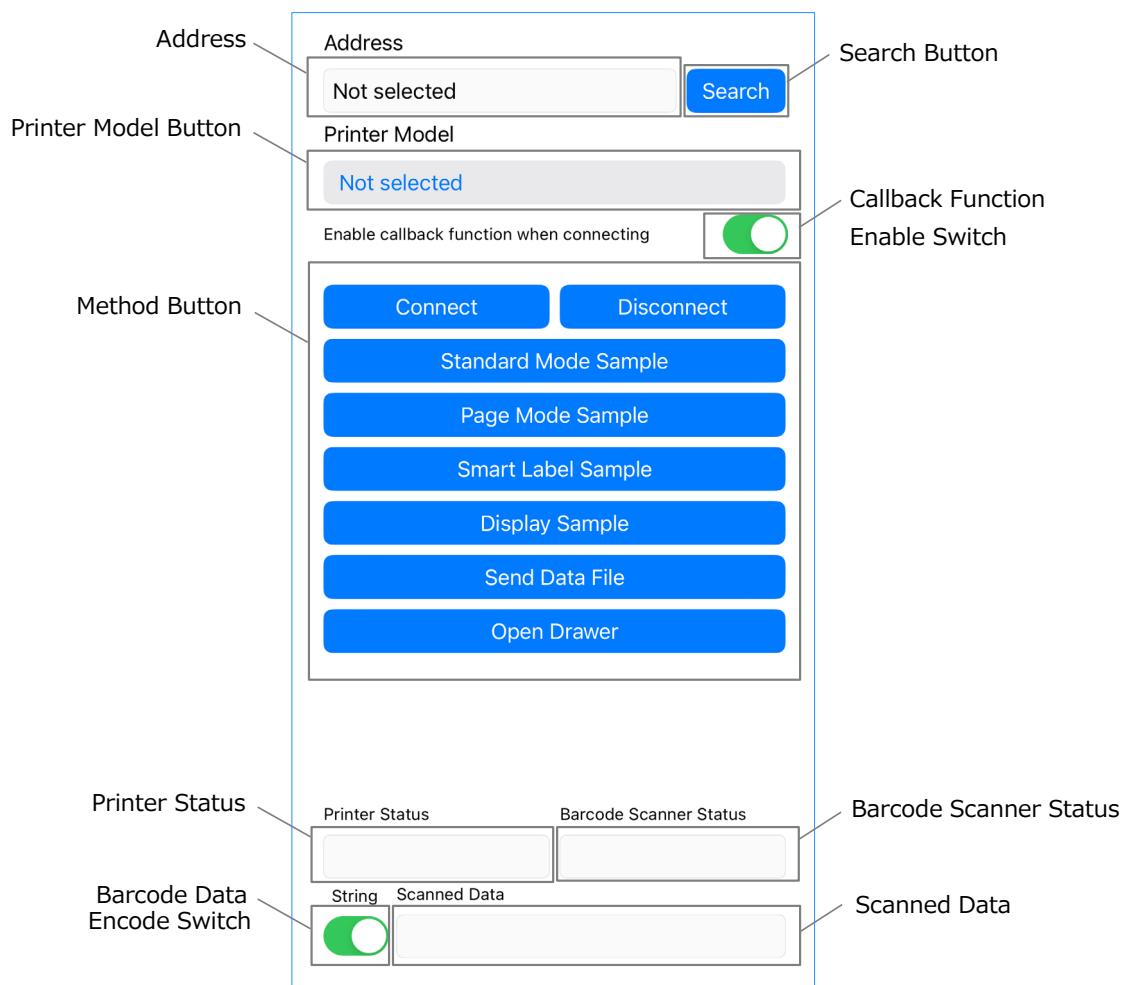 Address
Address
Search Button
Not selected
Search
Printer Model Button
Printer Model
Not selected
Callback Function
Enable Switch
Enable callback function when connecting
Method Button
Connect
Disconnect
Standard Mode Sample
Page Mode Sample
Smart Label Sample
Display Sample
Send Data File
Open Drawer
Printer Status
Printer Status
Barcode Scanner Status
Barcode Scanner Status
Barcode Data
Encode Switch
String
Scanned Data
Scanned Data